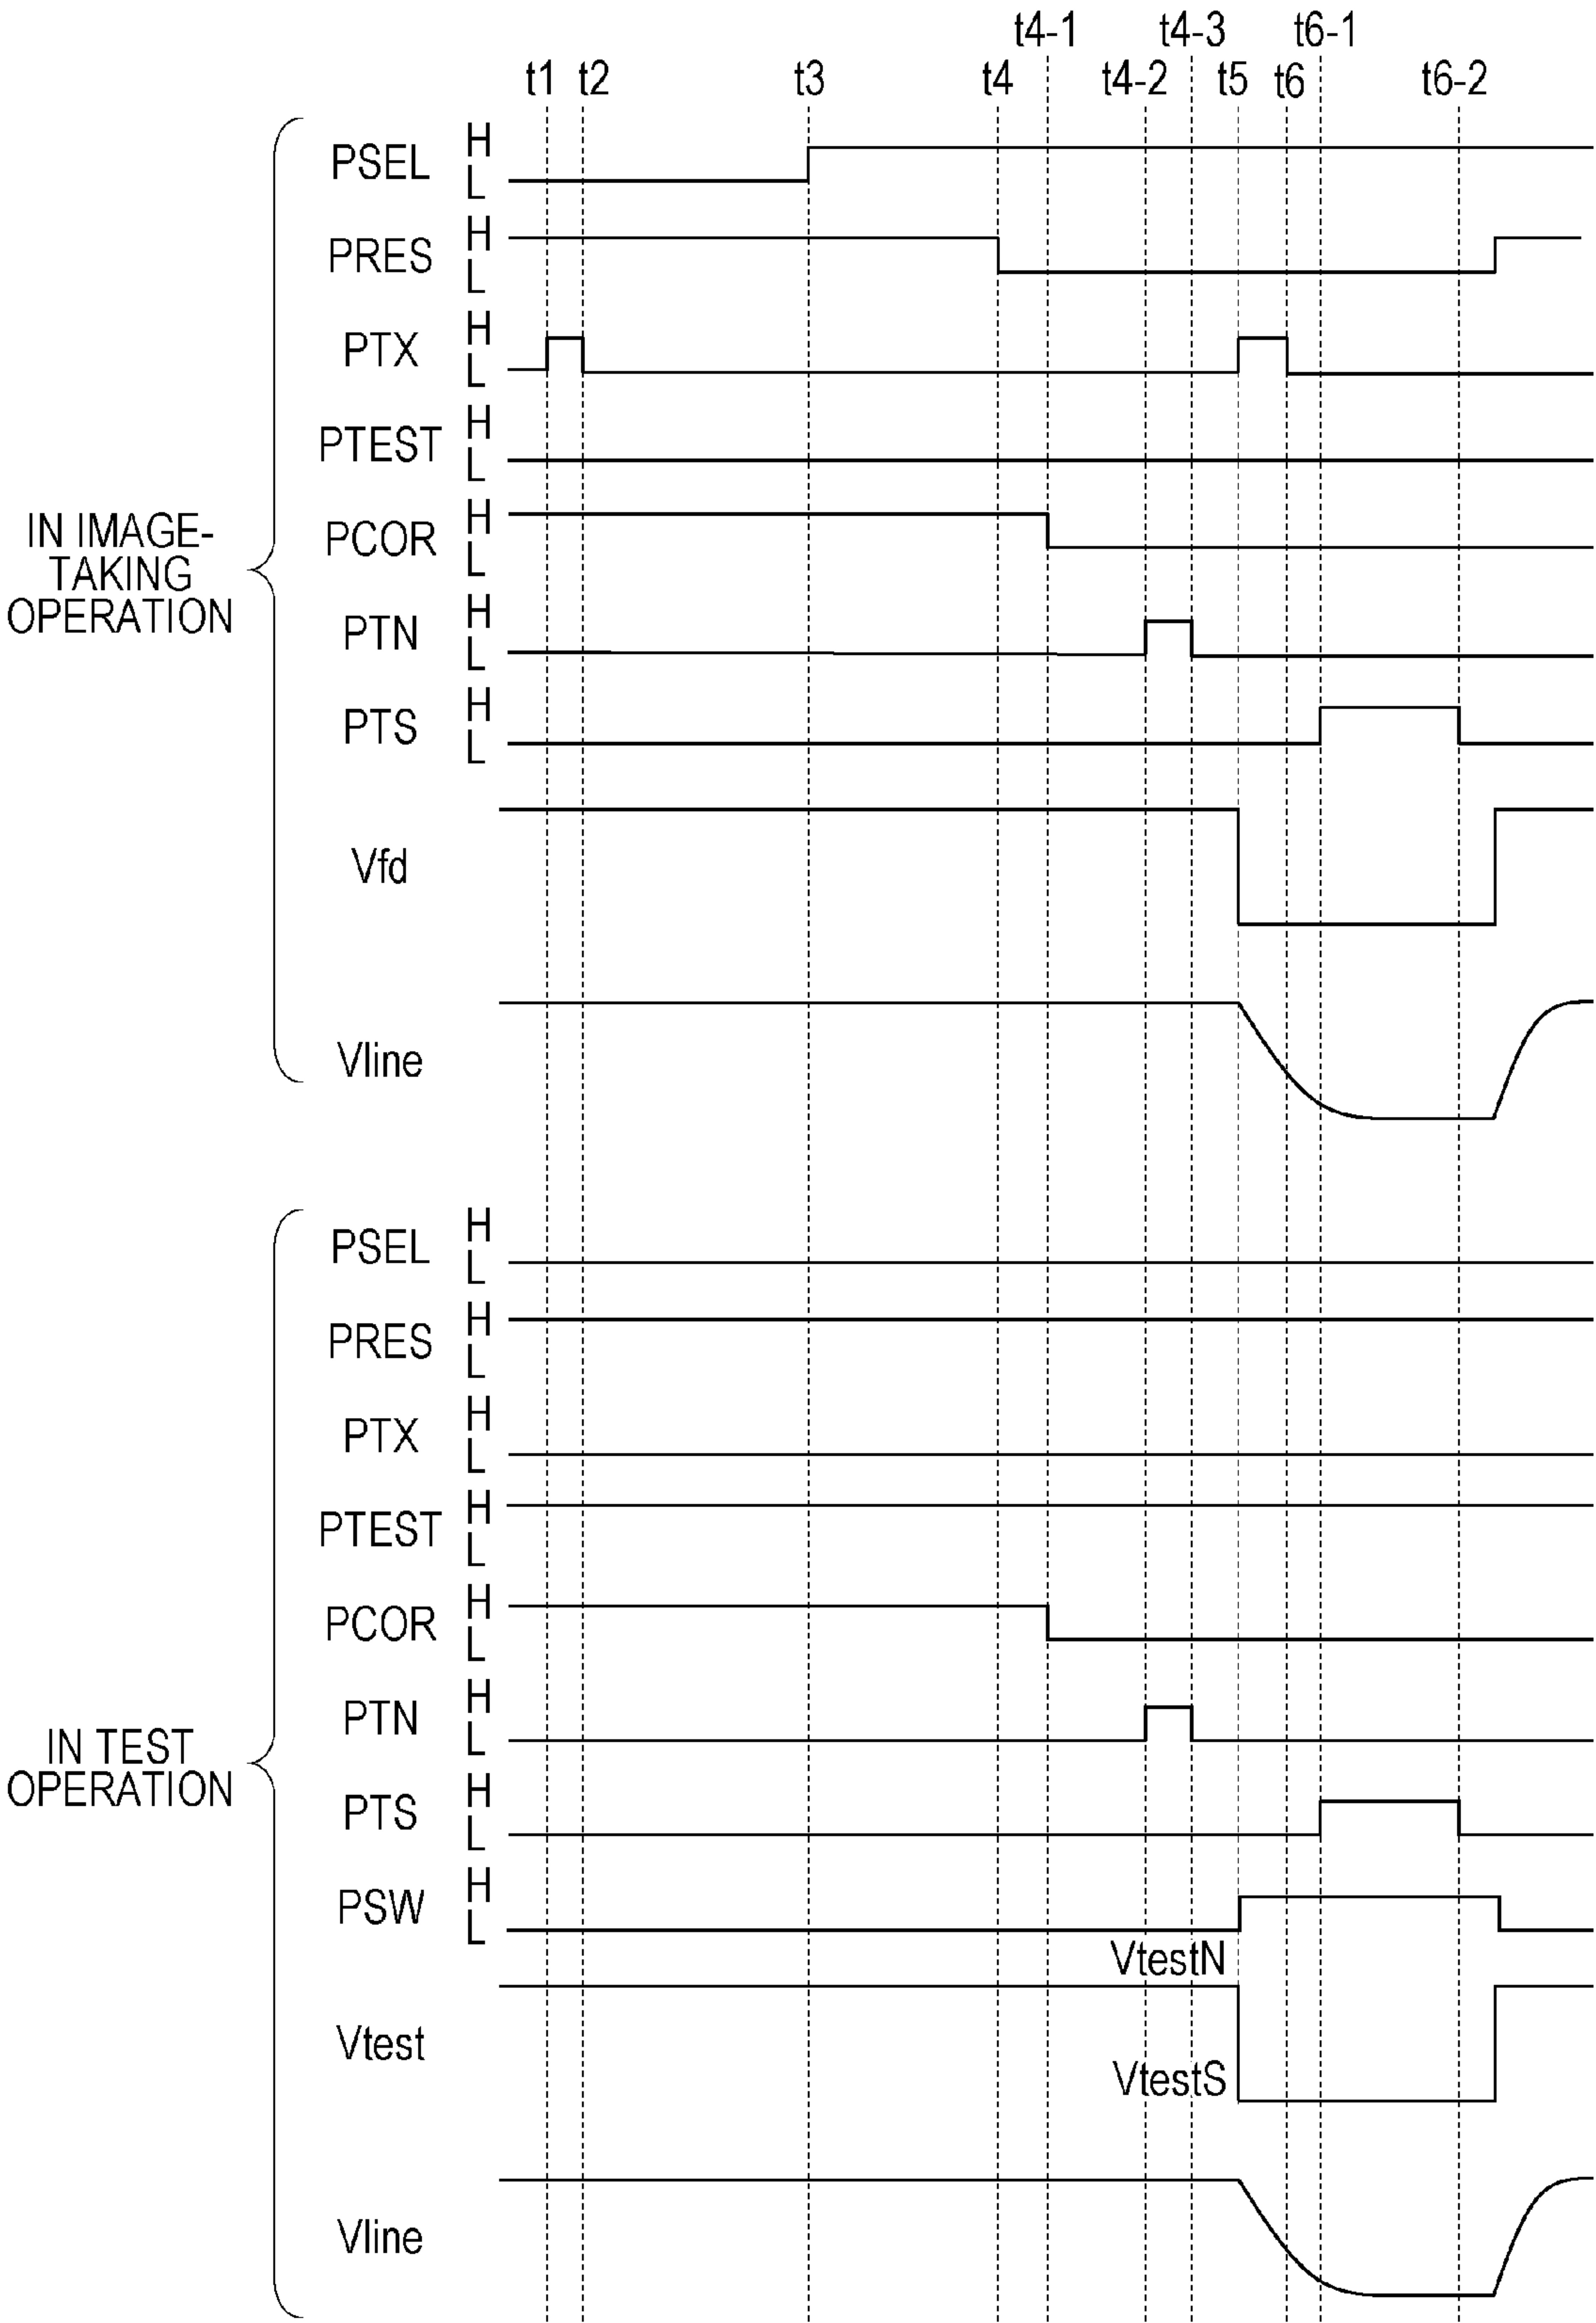 t4-1 t4-3 t6-1
t1 t2 t3 t4 t4-2 t5 t6 t6-2
IN IMAGE-
TAKING
OPERATION
PSEL H
L
PRES H
L
PTX H
L
PTEST H
L
PCOR H
L
PTN H
L
PTS H
L
Vfd
Vline
IN TEST
OPERATION
PSEL H
L
PRES H
L
PTX H
L
PTEST H
L
PCOR H
L
PTN H
L
PTS H
L
PSW H
L
VtestN
Vtest
VtestS
Vline